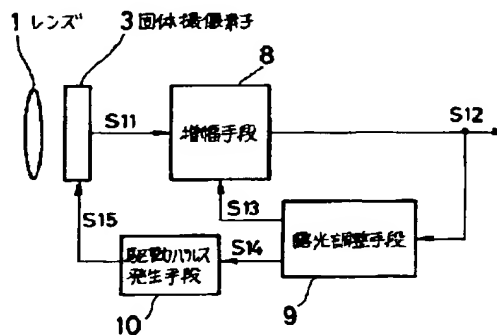 1 レンズ
3 固体撮像素子
8
S11
増幅手段
S12
S13
S15
S14
駆動パルス
発生手段
露光調整手段
10
9